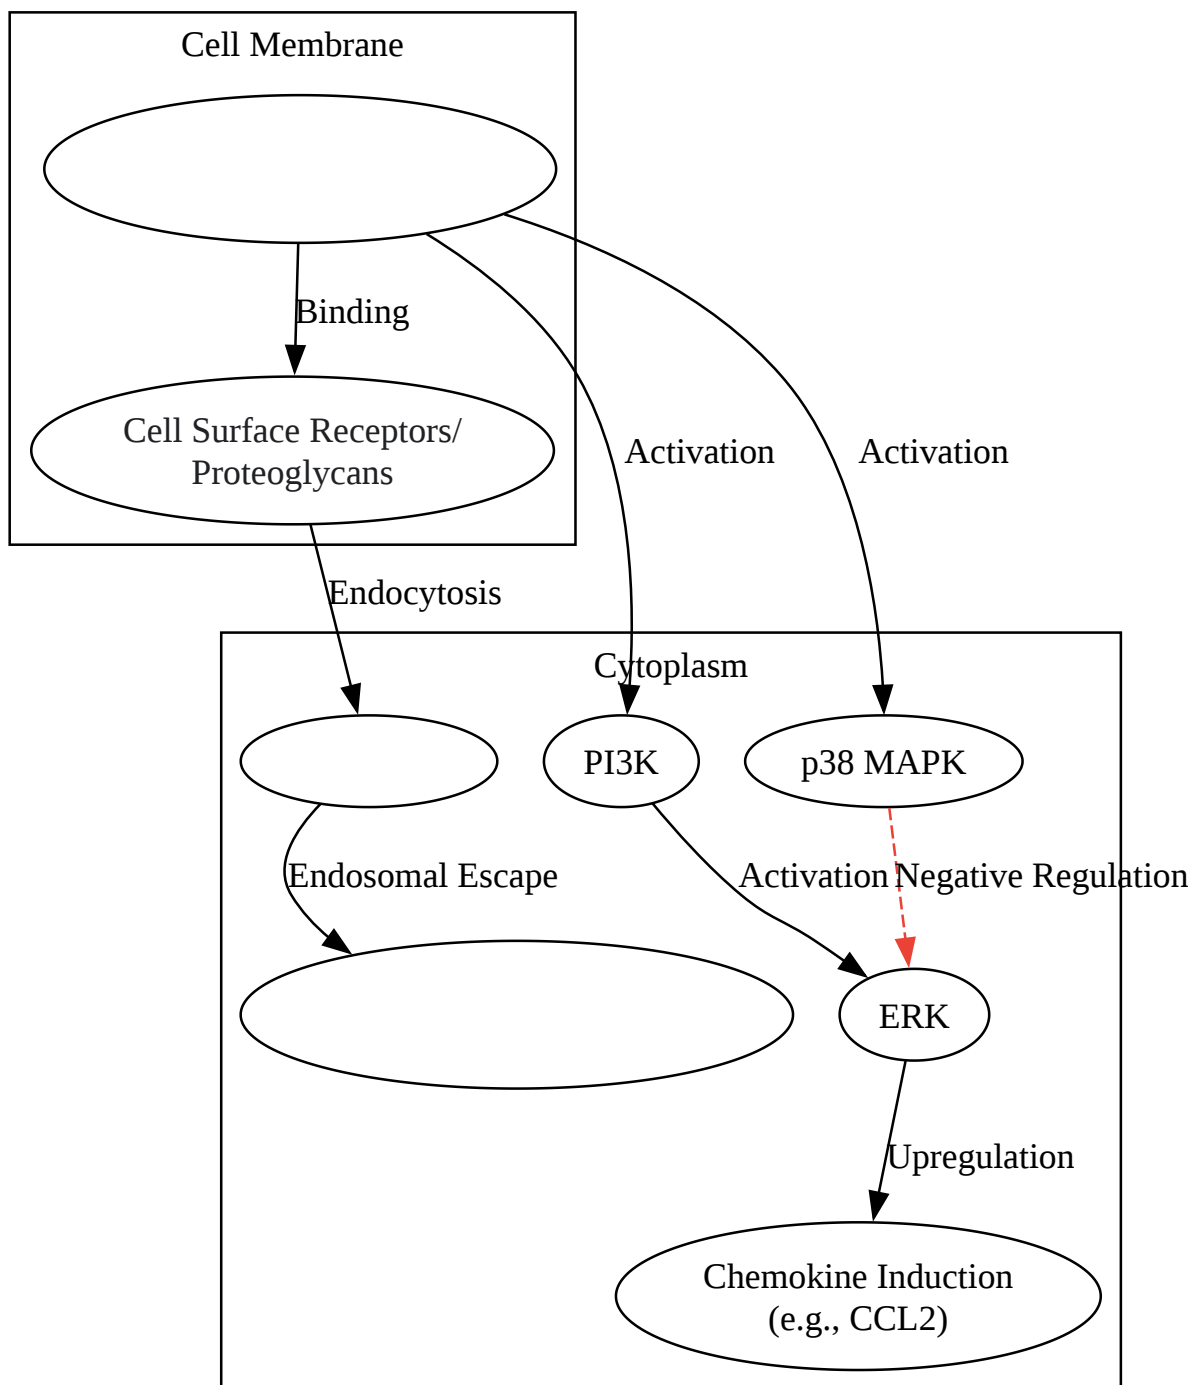 Cell Membrane
Binding
Cell Surface Receptors/
Proteoglycans
Activation
Activation
Endocytosis
Cytoplasm
PI3K
p38 MAPK
Endosomal Escape
Activation
Negative Regulation
ERK
Upregulation
Chemokine Induction
(e.g., CCL2)